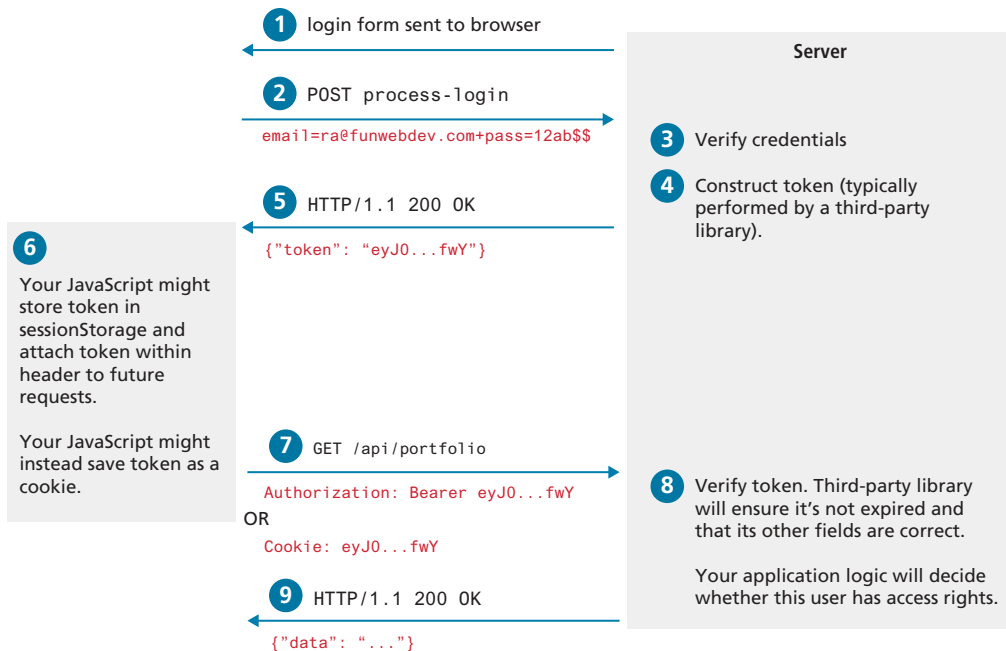 1 login form sent to browser
Server
2 POST process-login
email=ra@funwebdev.com+pass=12ab$$
3 Verify credentials
4 Construct token (typically
performed by a third-party
library).
5 HTTP/1.1 200 OK
{"token": “eyJ0...fwY"}
6
Your JavaScript might
store token in
sessionStorage and
attach token within
header to future
requests.
Your JavaScript might
instead save token as a
cookie.
7 GET /api/portfolio
Authorization: Bearer eyJ0...fwY
OR
Cookie: eyJ0...fwY
8 Verify token. Third-party library
will ensure it’s not expired and
that its other fields are correct.
Your application logic will decide
whether this user has access rights.
9 HTTP/1.1 200 OK
{"data": “..."}